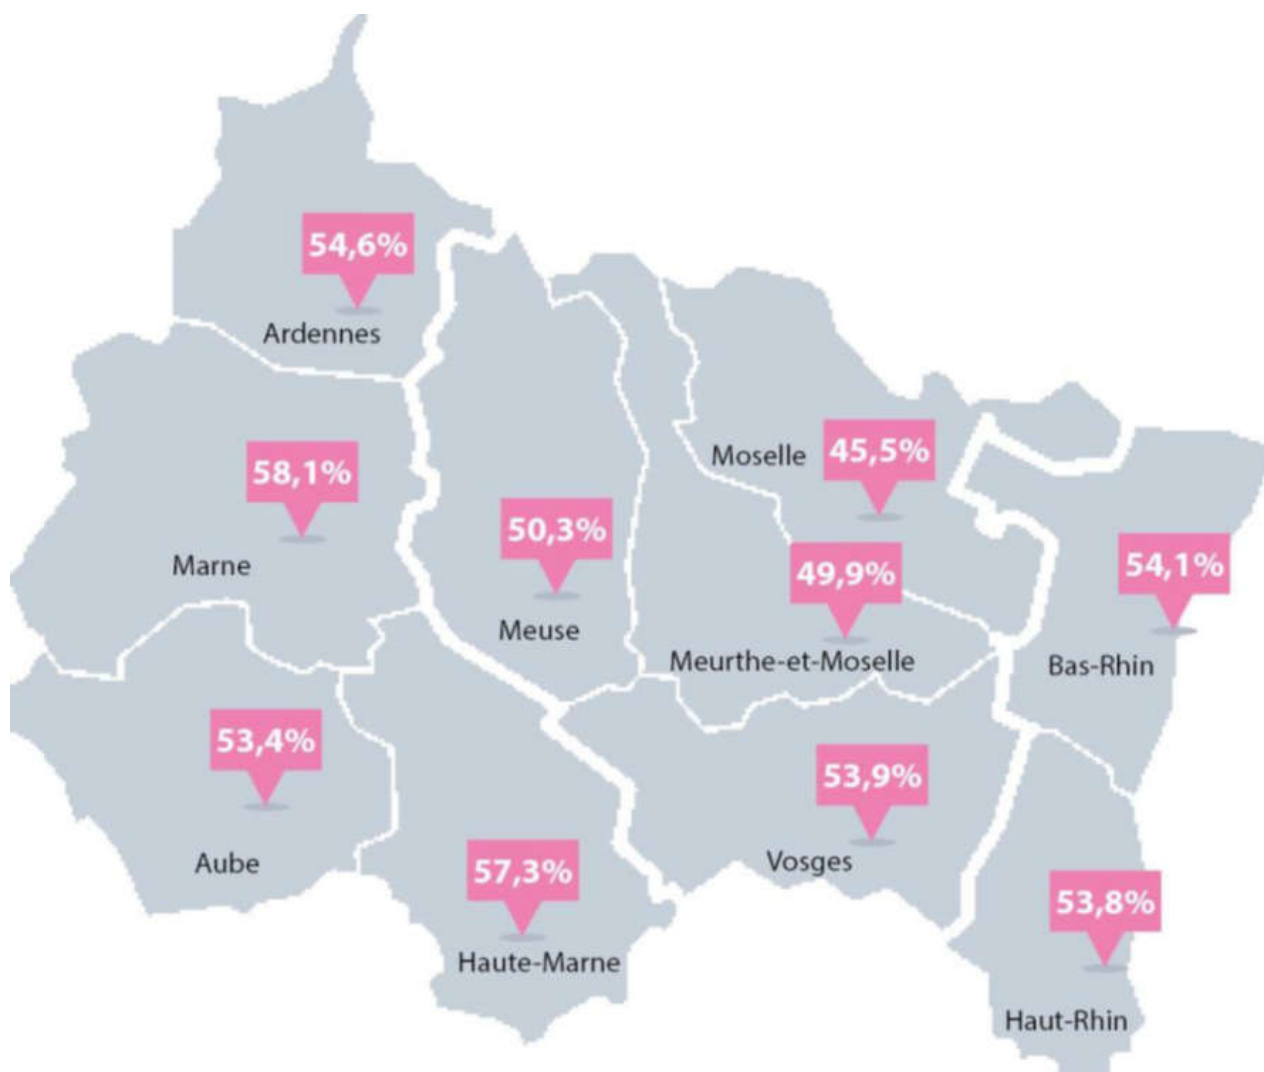 54,6%
Ardennes
58,1%
Marne
50,3%
Meuse
Moselle
45,5%
49,9%
Meurthe-et-Moselle
54,1%
Bas-Rhin
53,4%
Aube
57,3%
Haute-Marne
53,9%
Vosges
53,8%
Haut-Rhin